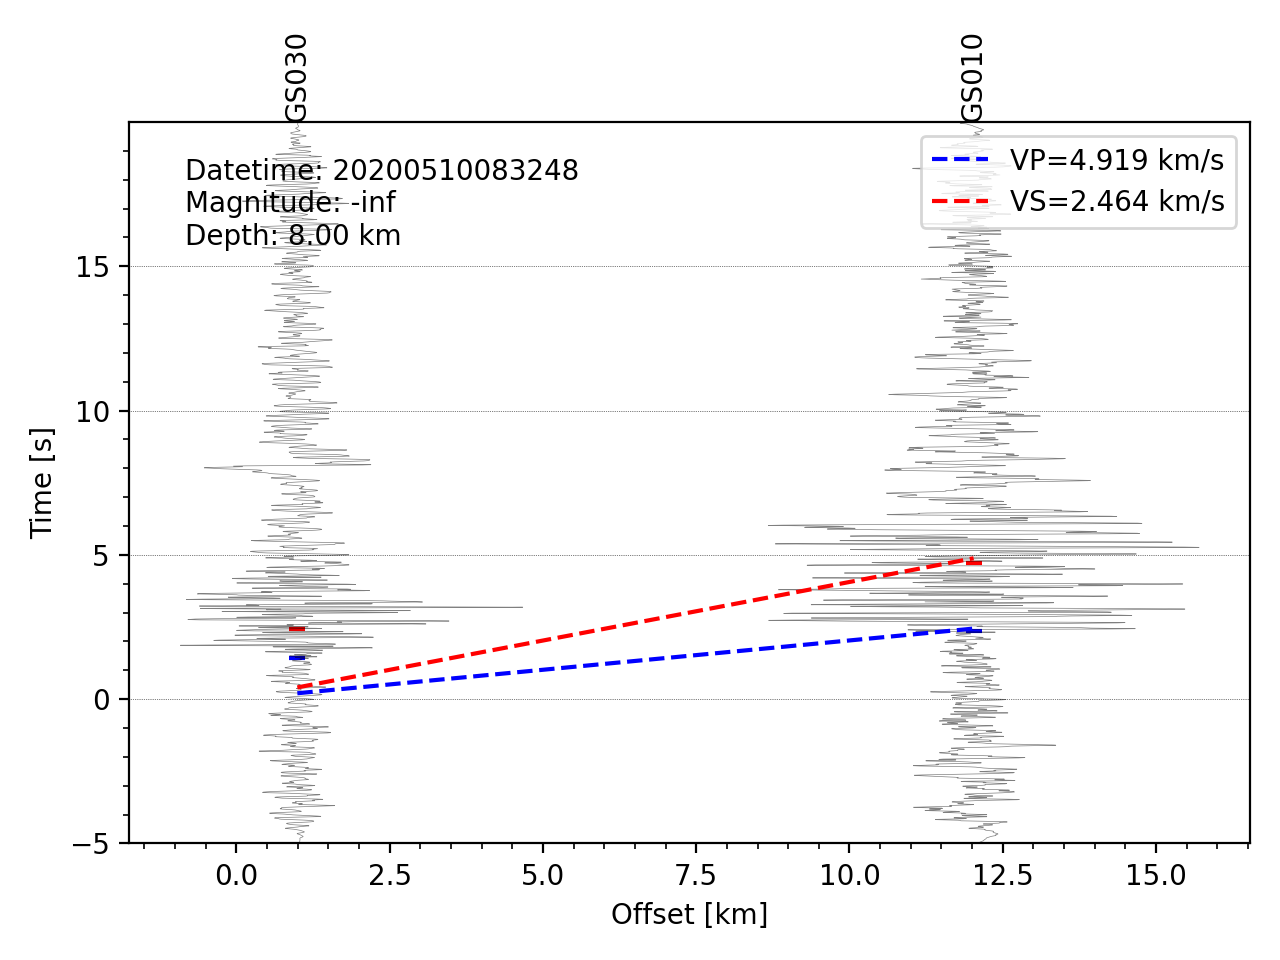 GS030
GS010
Datetime: 20200510083248
Magnitude: -inf
Depth: 8.00 km
VP=4.919 km/s
VS=2.464 km/s
Time [s]
15
10
5
0
−5
0.0 2.5 5.0 7.5 10.0 12.5 15.0
Offset [km]